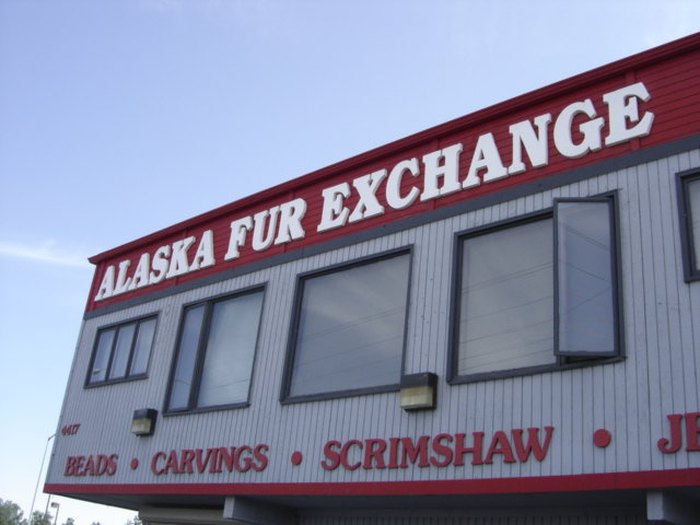 ALASKA FUR EXCHANGE
4417
BEADS • CARVINGS • SCRIMSHAW •